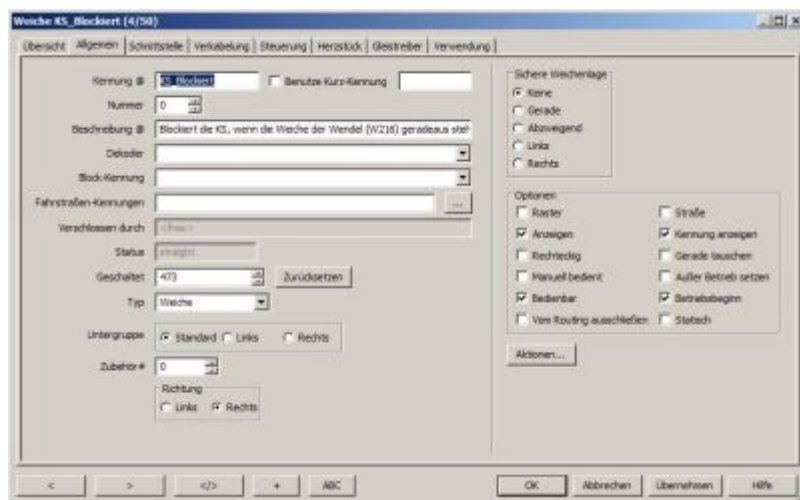 Weiche KS_Blockiert (4/50)
Übersicht Allgemein Schnittstelle Verkabelung Steuerung Herzstück Gleistreiber Verwendung
Kennung @ KS_Blockiert Benutze Kurz-Kennung
Nummer 0
Beschreibung @ Blockiert die KS, wenn die Weiche der Wendel (W216) geradeaus steh
Dekoder
Block-Kennung
Fahrstraßen-Kennungen ...
Verschlossen durch
Status straight
Geschaltet 473 Zurücksetzen
Typ Weiche
Untergruppe Standard Links Rechts
Zubehör# 0
Richtung
Links Rechts
Sichere Weichenlage
Keine
Gerade
Abzweigend
Links
Rechts
Optionen
Raster Straße
Anzeigen Kennung anzeigen
Rechteckig Gerade tauschen
Manuell bedient Außer Betrieb setzen
Bedienbar Betriebsbeginn
Vom Routing ausschließen Statisch
Aktionen...
< > </> + ABC OK Abbrechen Übernehmen Hilfe